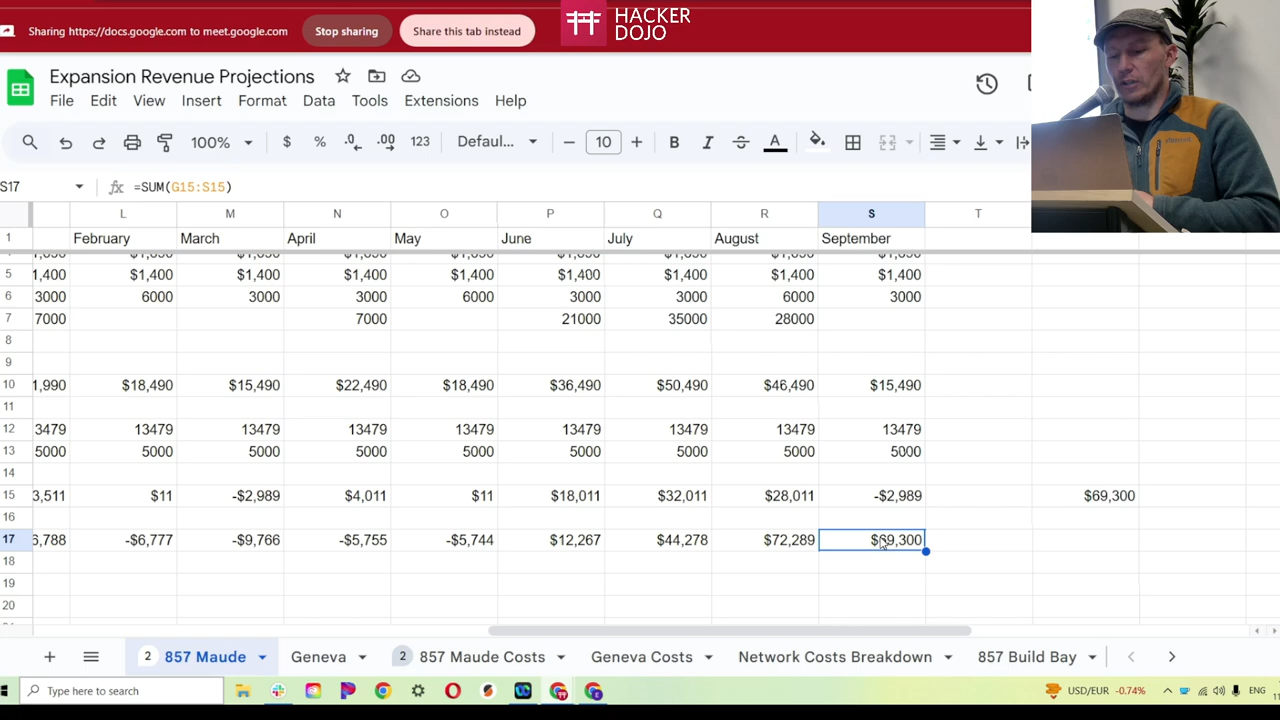 HACKER
DOJO
Sharing https://docs.google.com to meet.google.com Stop sharing Share this tab instead
Expansion Revenue Projections
File Edit View Insert Format Data Tools Extensions Help
100% $ % .0 .00 123 Defaul... − 10 + B I S A
S17 fx =SUM(G15:S15)
L M N O P Q R S T
1 February March April May June July August September
5 1,400 $1,400 $1,400 $1,400 $1,400 $1,400 $1,400 $1,400 $1,400
6 3000 6000 3000 3000 6000 3000 3000 6000 3000
7 7000 7000 21000 35000 28000
8
9
10 1,990 $18,490 $15,490 $22,490 $18,490 $36,490 $50,490 $46,490 $15,490
11
12 3479 13479 13479 13479 13479 13479 13479 13479 13479
13 5000 5000 5000 5000 5000 5000 5000 5000 5000
14
15 3,511 $11 -$2,989 $4,011 $11 $18,011 $32,011 $28,011 -$2,989 $69,300
16
17 6,788 -$6,777 -$9,766 -$5,755 -$5,744 $12,267 $44,278 $72,289 $69,300
18
19
20
+ 2 857 Maude Geneva 2 857 Maude Costs Geneva Costs Network Costs Breakdown 857 Build Bay
Type here to search USD/EUR -0.74% ENG